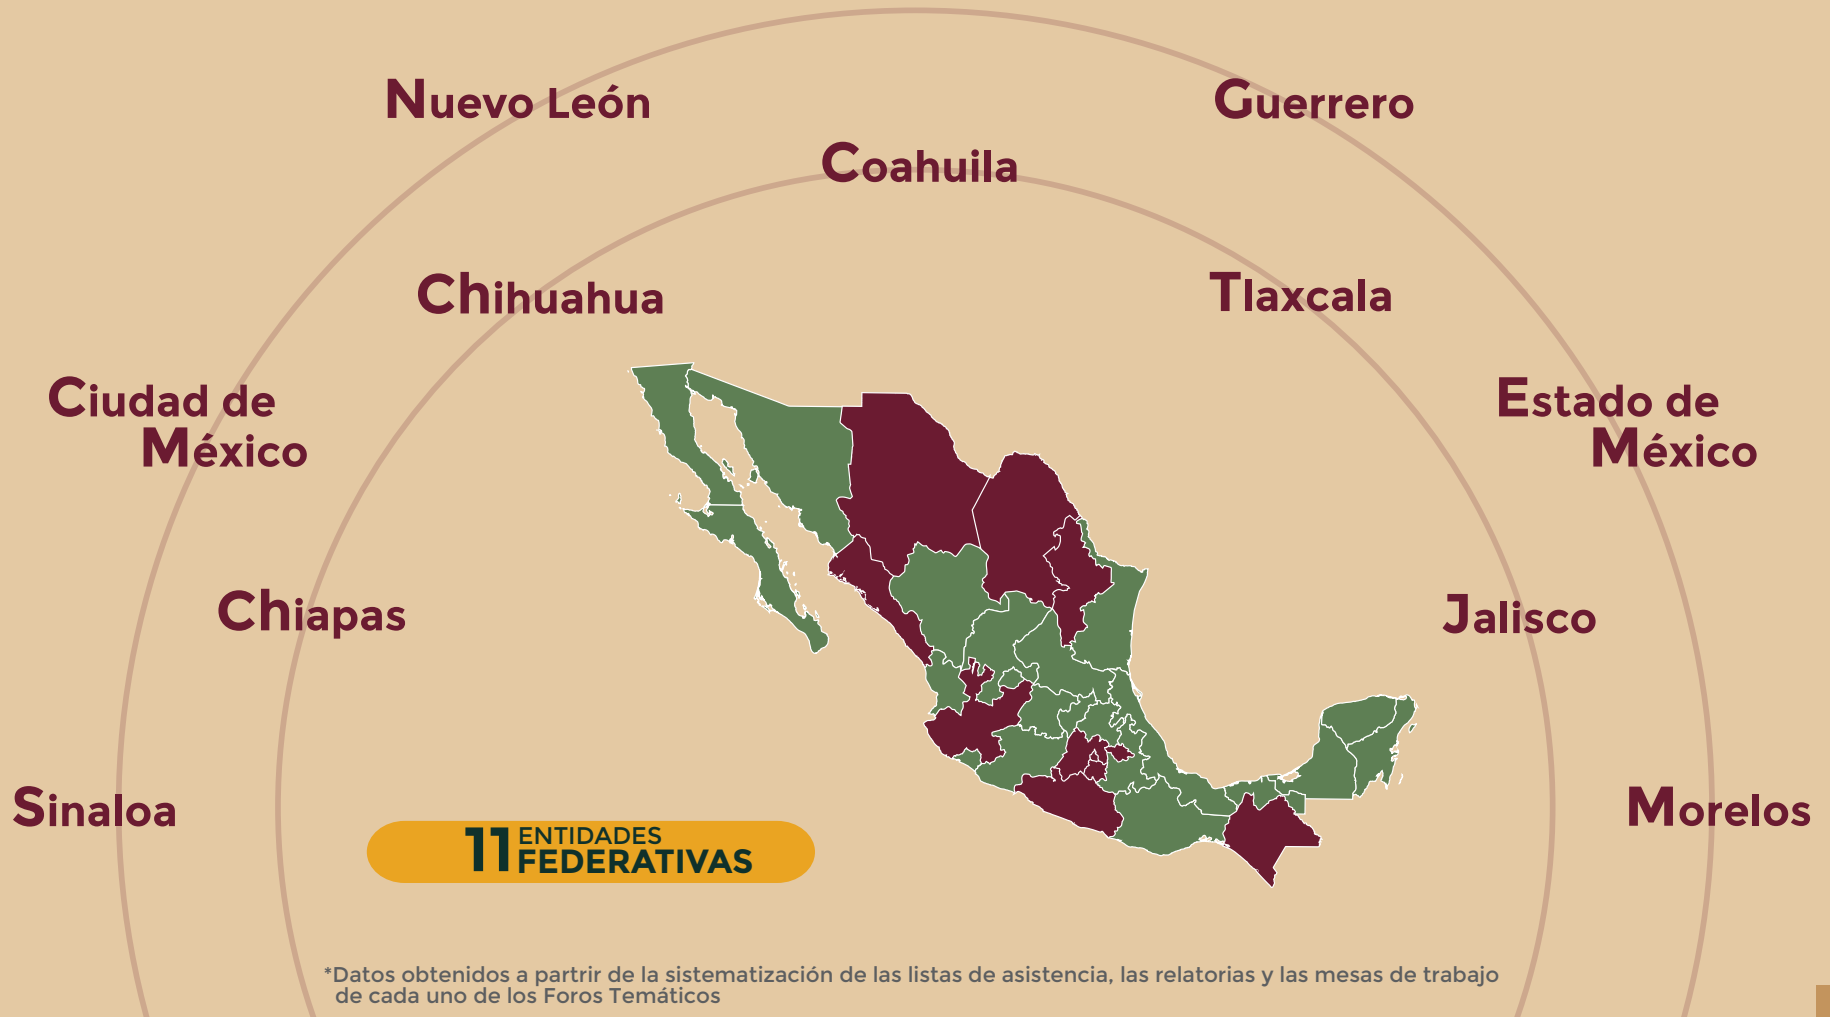 Nuevo León
Guerrero
Coahuila
Chihuahua
Tlaxcala
Ciudad de
México
Estado de
México
Chiapas
Jalisco
Sinaloa
Morelos
11 ENTIDADES
FEDERATIVAS
*Datos obtenidos a partrir de la sistematización de las listas de asistencia, las relatorias y las mesas de trabajo
de cada uno de los Foros Temáticos